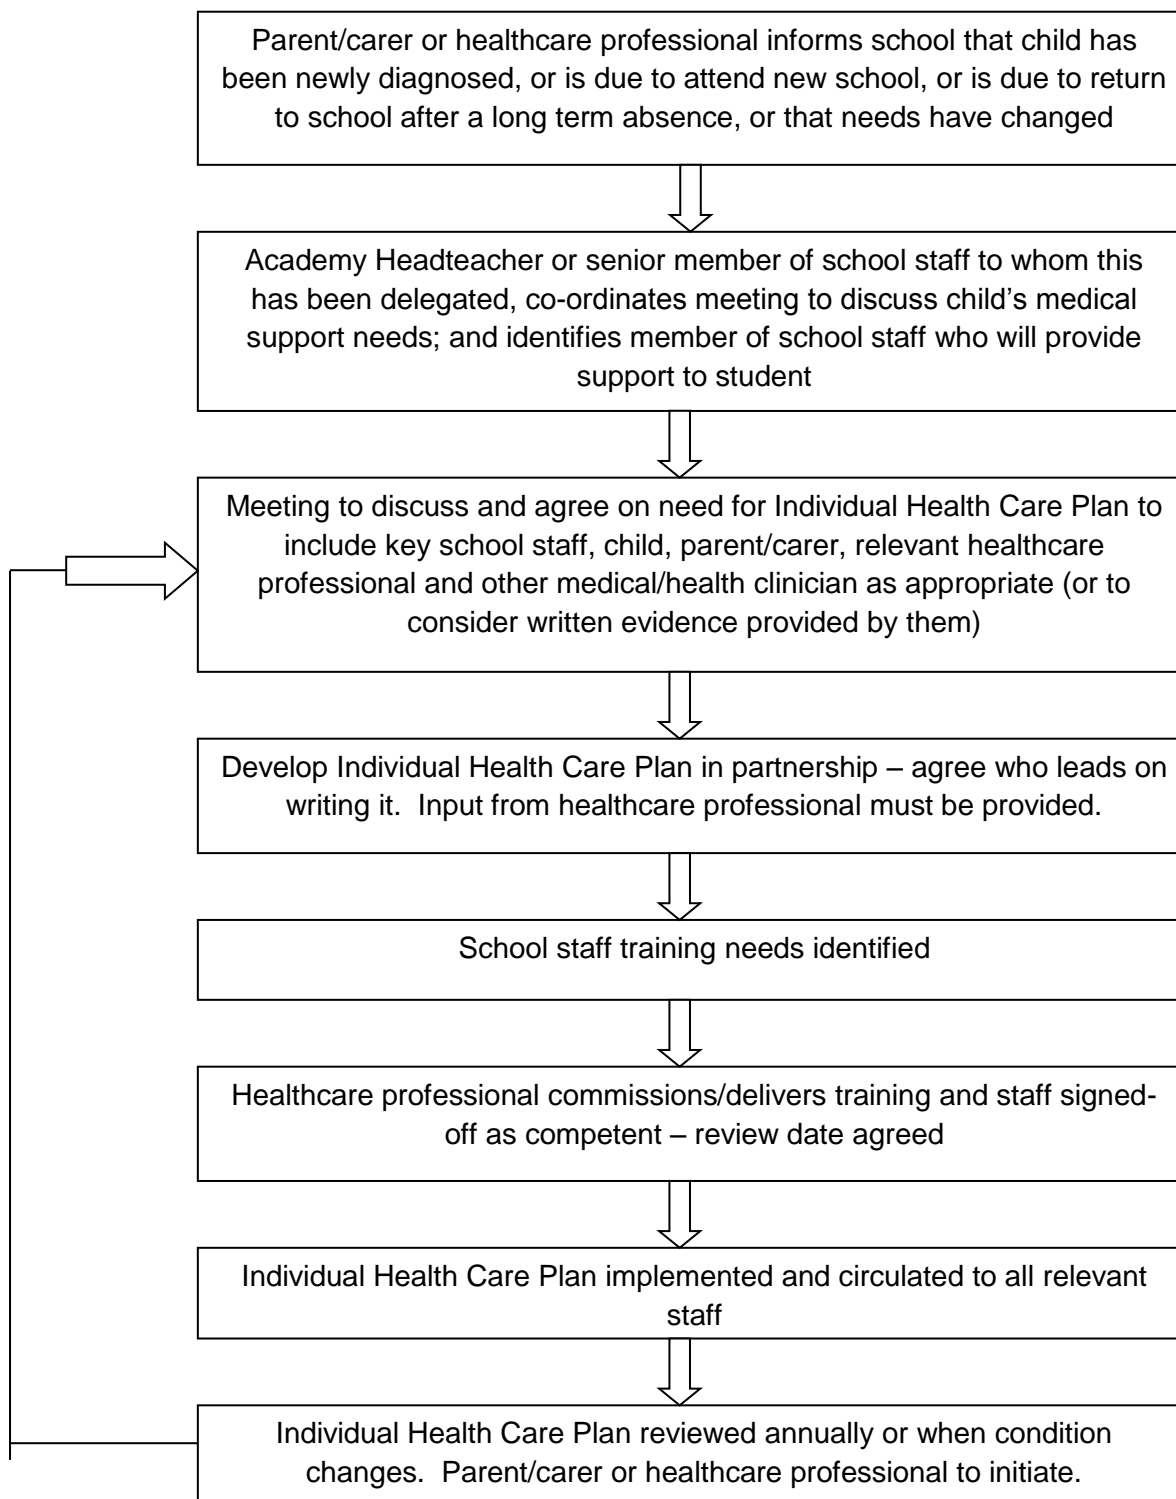 Parent/carer or healthcare professional informs school that child has
been newly diagnosed, or is due to attend new school, or is due to return
to school after a long term absence, or that needs have changed
Academy Headteacher or senior member of school staff to whom this
has been delegated, co-ordinates meeting to discuss child’s medical
support needs; and identifies member of school staff who will provide
support to student
Meeting to discuss and agree on need for Individual Health Care Plan to
include key school staff, child, parent/carer, relevant healthcare
professional and other medical/health clinician as appropriate (or to
consider written evidence provided by them)
Develop Individual Health Care Plan in partnership – agree who leads on
writing it.  Input from healthcare professional must be provided.
School staff training needs identified
Healthcare professional commissions/delivers training and staff signed-
off as competent – review date agreed
Individual Health Care Plan implemented and circulated to all relevant
staff
Individual Health Care Plan reviewed annually or when condition
changes.  Parent/carer or healthcare professional to initiate.